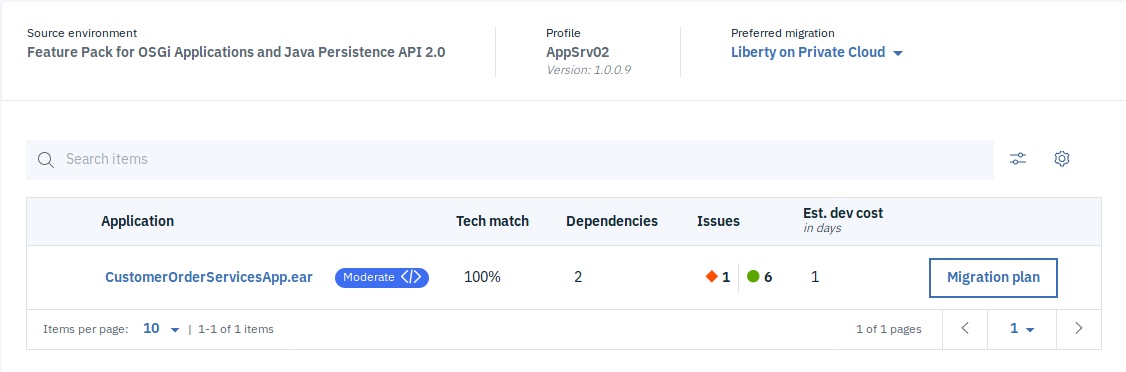 Source environment
Feature Pack for OSGi Applications and Java Persistence API 2.0
Profile
AppSrv02
Version: 1.0.0.9
Preferred migration
Liberty on Private Cloud
Search items
Application Tech match Dependencies Issues Est. dev cost
in days
CustomerOrderServicesApp.ear Moderate 100% 2 1 6 1 Migration plan
Items per page: 10 | 1-1 of 1 items 1 of 1 pages 1